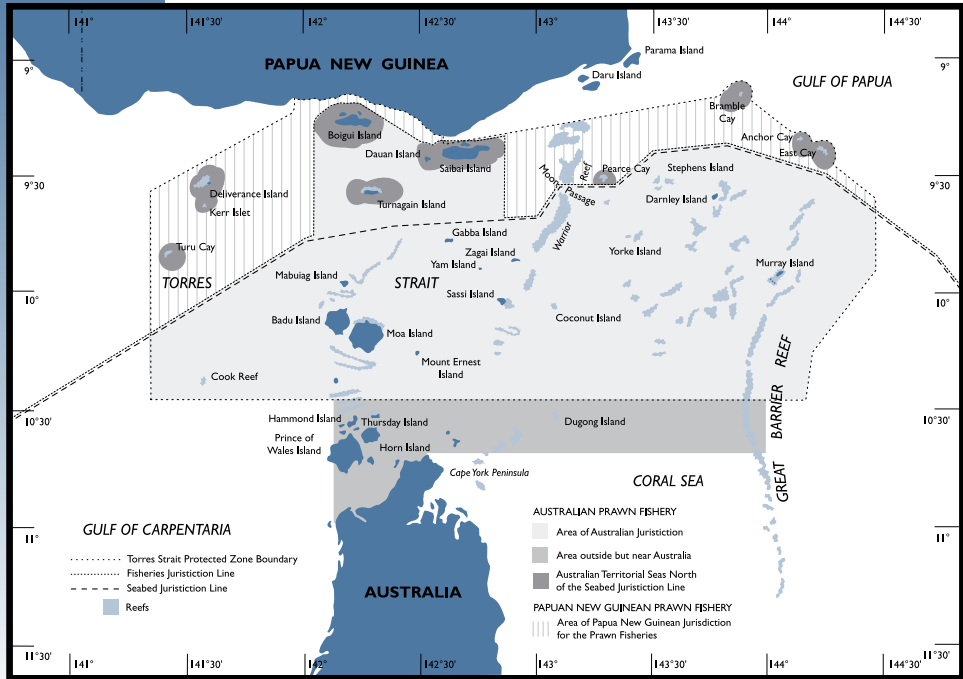 141° 141°30' 142° 142°30' 143° 143°30' 144° 144°30'
9° 9°
9°30' 9°30'
10° 10°
10°30' 10°30'
11° 11°
11°30' 11°30'
141° 141°30' 142° 142°30' 143° 143°30' 144° 144°30'
PAPUA NEW GUINEA
Parama Island
Daru Island
GULF OF PAPUA
Bramble
Cay
Anchor Cay
East Cay
Boigui Island
Dauan Island
Saibai Island
Moon Passage
Reef
Pearce Cay
Stephens Island
Deliverance Island
Kerr Islet
Turnagain Island
Darnley Island
Turu Cay
Gabba Island
Zagai Island
Warrior
Yorke Island
TORRES
Mabuiag Island
STRAIT
Yam Island
Murray Island
Sassi Island
Badu Island
Moa Island
Coconut Island
Mount Ernest
Island
Cook Reef
GREAT BARRIER REEF
Hammond Island
Thursday Island
Dugong Island
Prince of
Wales Island
Horn Island
Cape York Peninsula
CORAL SEA
GULF OF CARPENTARIA
Torres Strait Protected Zone Boundary
Fisheries Juristiction Line
Seabed Juristiction Line
Reefs
AUSTRALIA
AUSTRALIAN PRAWN FISHERY
Area of Australian Juristiction
Area outside but near Australia
Australian Territorial Seas North
of the Seabed Juristiction Line
PAPUAN NEW GUINEAN PRAWN FISHERY
Area of Papua New Guinean Jurisdiction
for the Prawn Fisheries